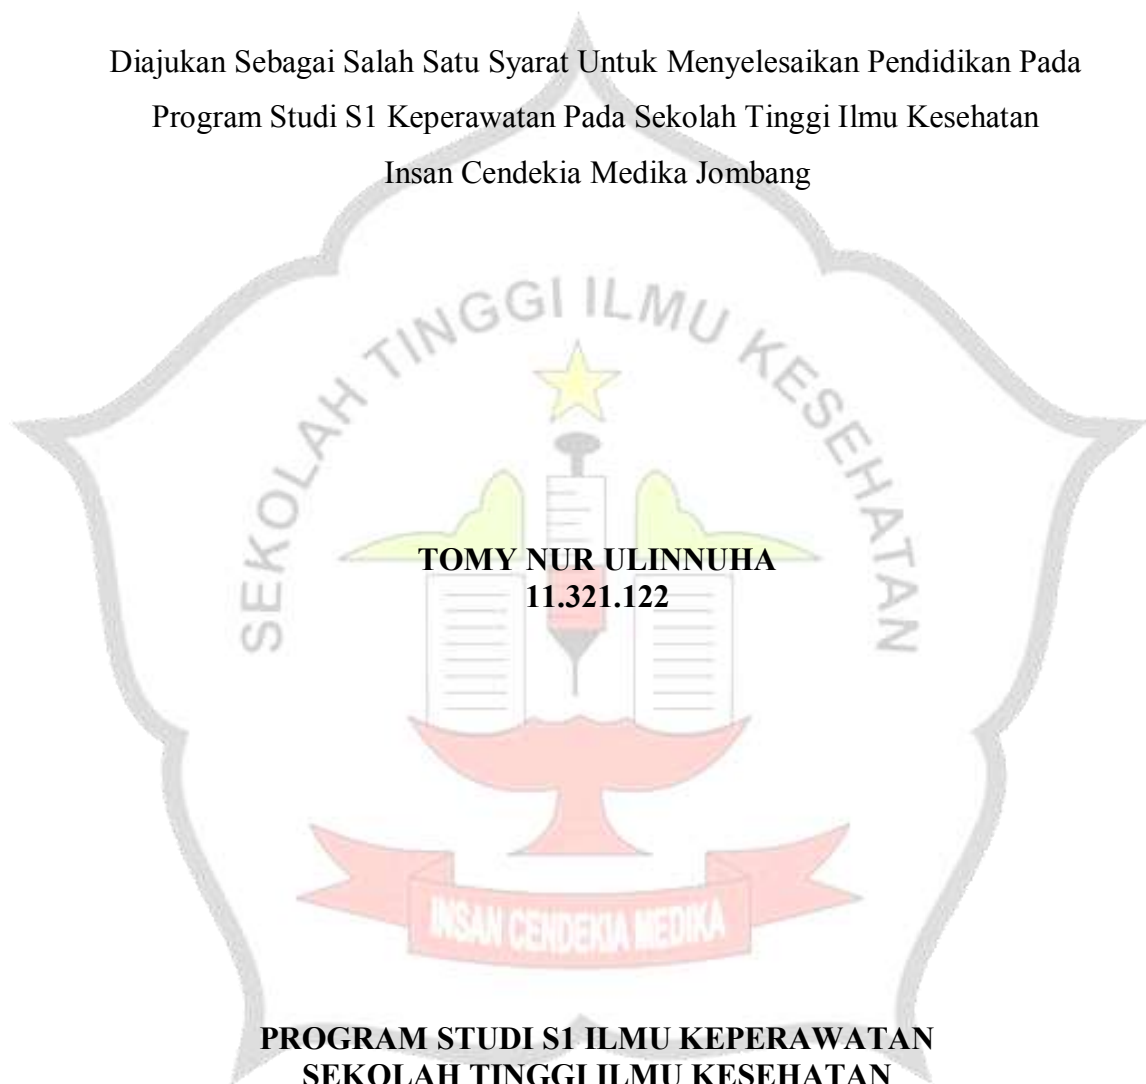 Diajukan Sebagai Salah Satu Syarat Untuk Menyelesaikan Pendidikan Pada
Program Studi S1 Keperawatan Pada Sekolah Tinggi Ilmu Kesehatan
Insan Cendekia Medika Jombang
SEKOLAH TINGGI ILMU KESEHATAN
TOMY NUR ULINNUHA
11.321.122
INSAN CENDEKIA MEDIKA
PROGRAM STUDI S1 ILMU KEPERAWATAN
SEKOLAH TINGGI ILMU KESEHATAN